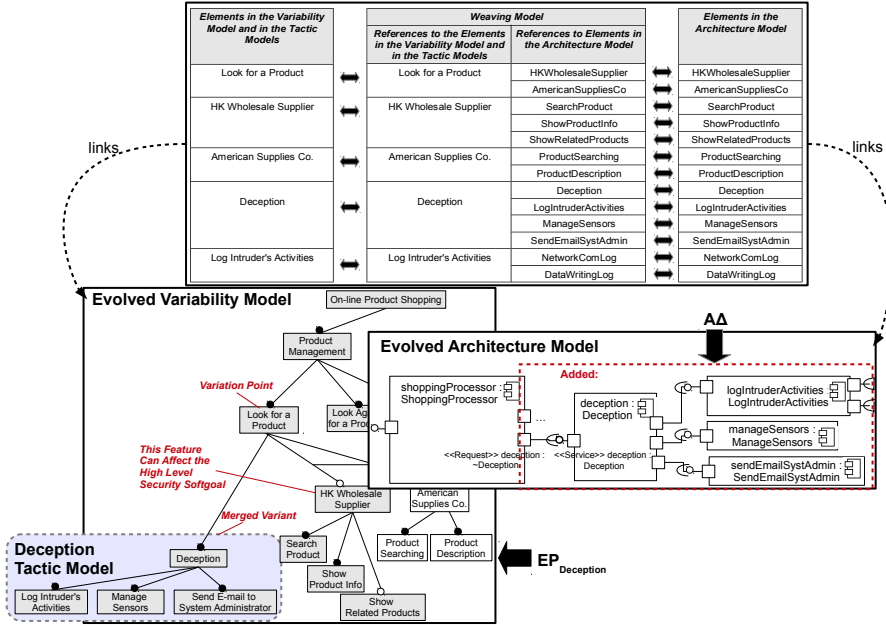 Elements in the Variability
Model and in the Tactic
Models
Weaving Model
References to the Elements
in the Variability Model and
in the Tactic Models
References to Elements in
the Architecture Model
Elements in the
Architecture Model
Look for a Product
Look for a Product
HKWholesaleSupplier
HKWholesaleSupplier
AmericanSuppliesCo
AmericanSuppliesCo
HK Wholesale Supplier
HK Wholesale Supplier
SearchProduct
SearchProduct
ShowProductInfo
ShowProductInfo
ShowRelatedProducts
ShowRelatedProducts
American Supplies Co.
American Supplies Co.
ProductSearching
ProductSearching
ProductDescription
ProductDescription
Deception
Deception
Deception
Deception
LogIntruderActivities
LogIntruderActivities
ManageSensors
ManageSensors
SendEmailSystAdmin
SendEmailSystAdmin
Log Intruder's Activities
Log Intruder's Activities
NetworkComLog
NetworkComLog
DataWritingLog
DataWritingLog
links
links
Evolved Variability Model
On-line Product Shopping
Product
Management
Variation Point
Look for a
Product
Look Ag
for a Prod
This Feature
Can Affect the
High Level
Security Softgoal
HK Wholesale
Supplier
American
Supplies Co.
Merged Variant
Search
Product
Show
Product Info
Show
Related Products
Product
Searching
Product
Description
Deception
Tactic Model
Deception
Log Intruder's
Activities
Manage
Sensors
Send E-mail to
System Administrator
EP Deception
AΔ
Evolved Architecture Model
Added:
shoppingProcessor :
ShoppingProcessor
...
<<Request>> deception :
~Deception
deception :
Deception
<<Service>> deception :
Deception
logIntruderActivities :
LogIntruderActivities
manageSensors :
ManageSensors
sendEmailSystAdmin :
SendEmailSystAdmin